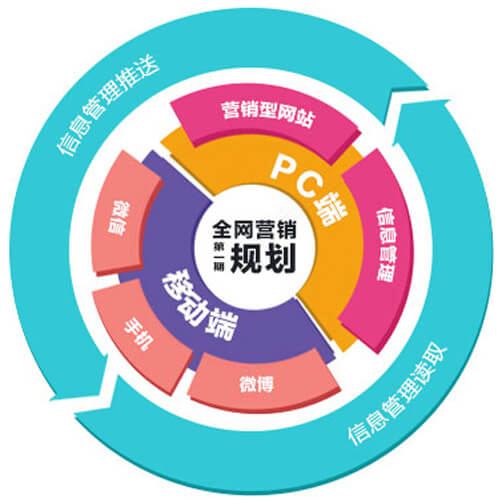 信息管理推送
营销型网站
PC端
信息管理
全网营销
第一期
规划
微信
移动端
手机
微博
信息管理读取